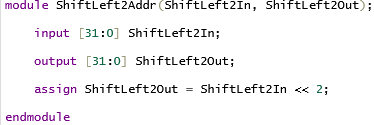 module ShiftLeft2Addr(ShiftLeft2In, ShiftLeft2Out);
input [31:0] ShiftLeft2In;
output [31:0] ShiftLeft2Out;
assign ShiftLeft2Out = ShiftLeft2In << 2;
endmodule